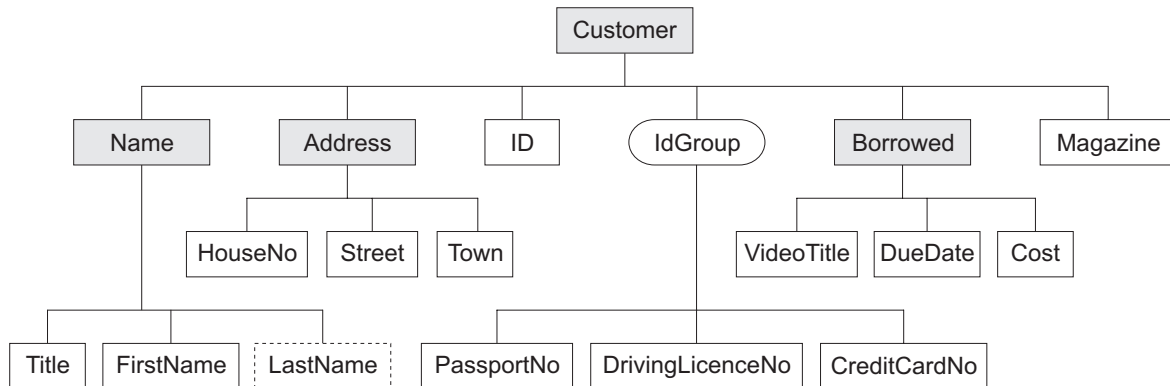 Customer
Name Address ID IdGroup Borrowed Magazine
HouseNo Street Town VideoTitle DueDate Cost
Title FirstName LastName PassportNo DrivingLicenceNo CreditCardNo